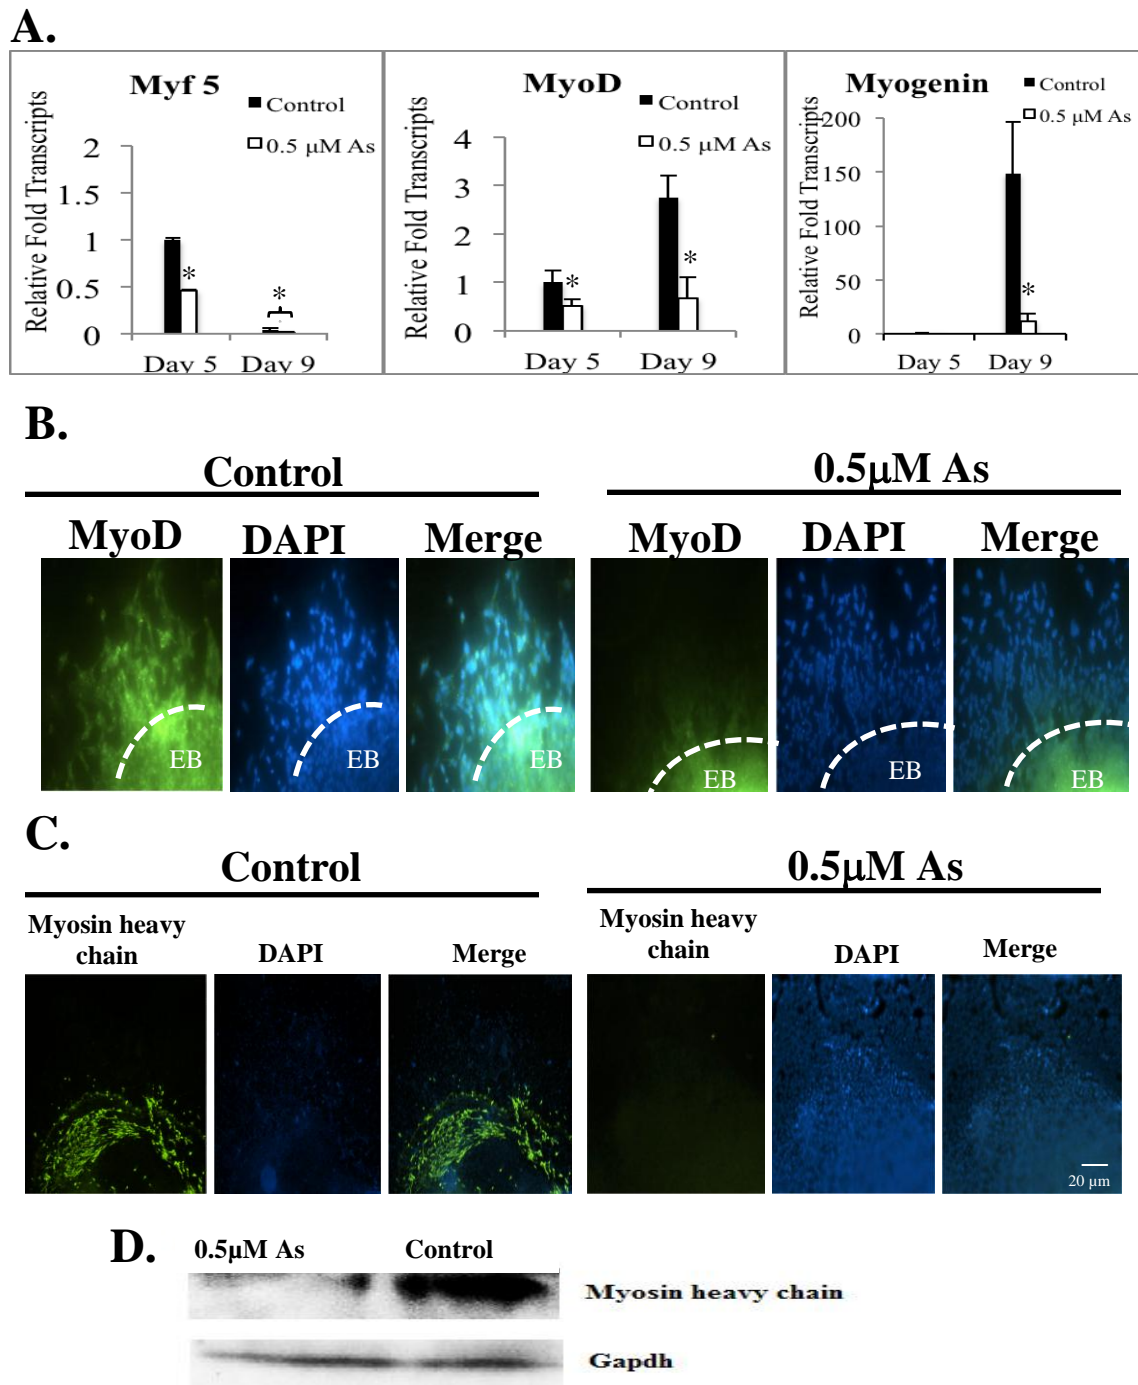 A.
Myf 5
Control
0.5 μM As
Relative Fold Transcripts
2
1.5
1
0.5
0
*
*
Day 5 Day 9
MyoD
Control
0.5 μM As
Relative Fold Transcripts
4
3
2
1
0
*
*
Day 5 Day 9
Myogenin
Control
0.5 μM As
Relative Fold Transcripts
200
150
100
50
0
*
Day 5 Day 9
B.
Control
0.5μM As
MyoD DAPI Merge MyoD DAPI Merge
EB EB EB EB EB EB
C.
Control
0.5μM As
Myosin heavy
chain
DAPI
Merge
Myosin heavy
chain
DAPI
Merge
20 μm
D.
0.5μM As Control
Myosin heavy chain
Gapdh